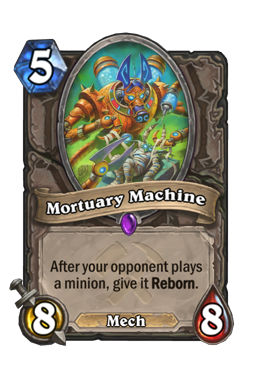 5
Mortuary Machine
After your opponent plays
a minion, give it Reborn.
8 Mech 8